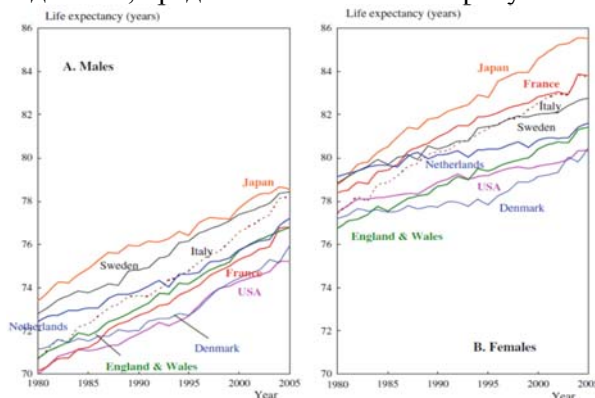 Life expectancy (years)
86
84
82
80
78
76
74
72
70
A. Males
Japan
Sweden
Italy
France
USA
Netherlands
Denmark
England & Wales
1980
1985
1990
1995
2000
2005
Year
Life expectancy (years)
86
84
82
80
78
76
74
72
70
Japan
France
Italy
Sweden
Netherlands
USA
Denmark
England & Wales
B. Females
1980
1985
1990
1995
2000
2005
Year